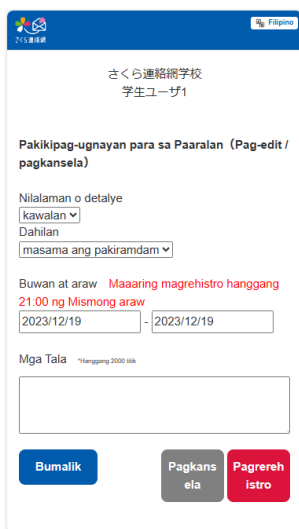 さくら連絡網
Filipino
さくら連絡網学校
学生ユーザ1
Pakikipag-ugnayan para sa Paaralan（Pag-edit /
pagkansela）
Nilalaman o detalye
kawalan
Dahilan
masama ang pakiramdam
Buwan at araw Maaaring magrehistro hanggang
21:00 ng Mismong araw
2023/12/19 - 2023/12/19
Mga Tala *Hanggang 2000 titik
Bumalik
Pagkans
ela
Pagrereh
istro